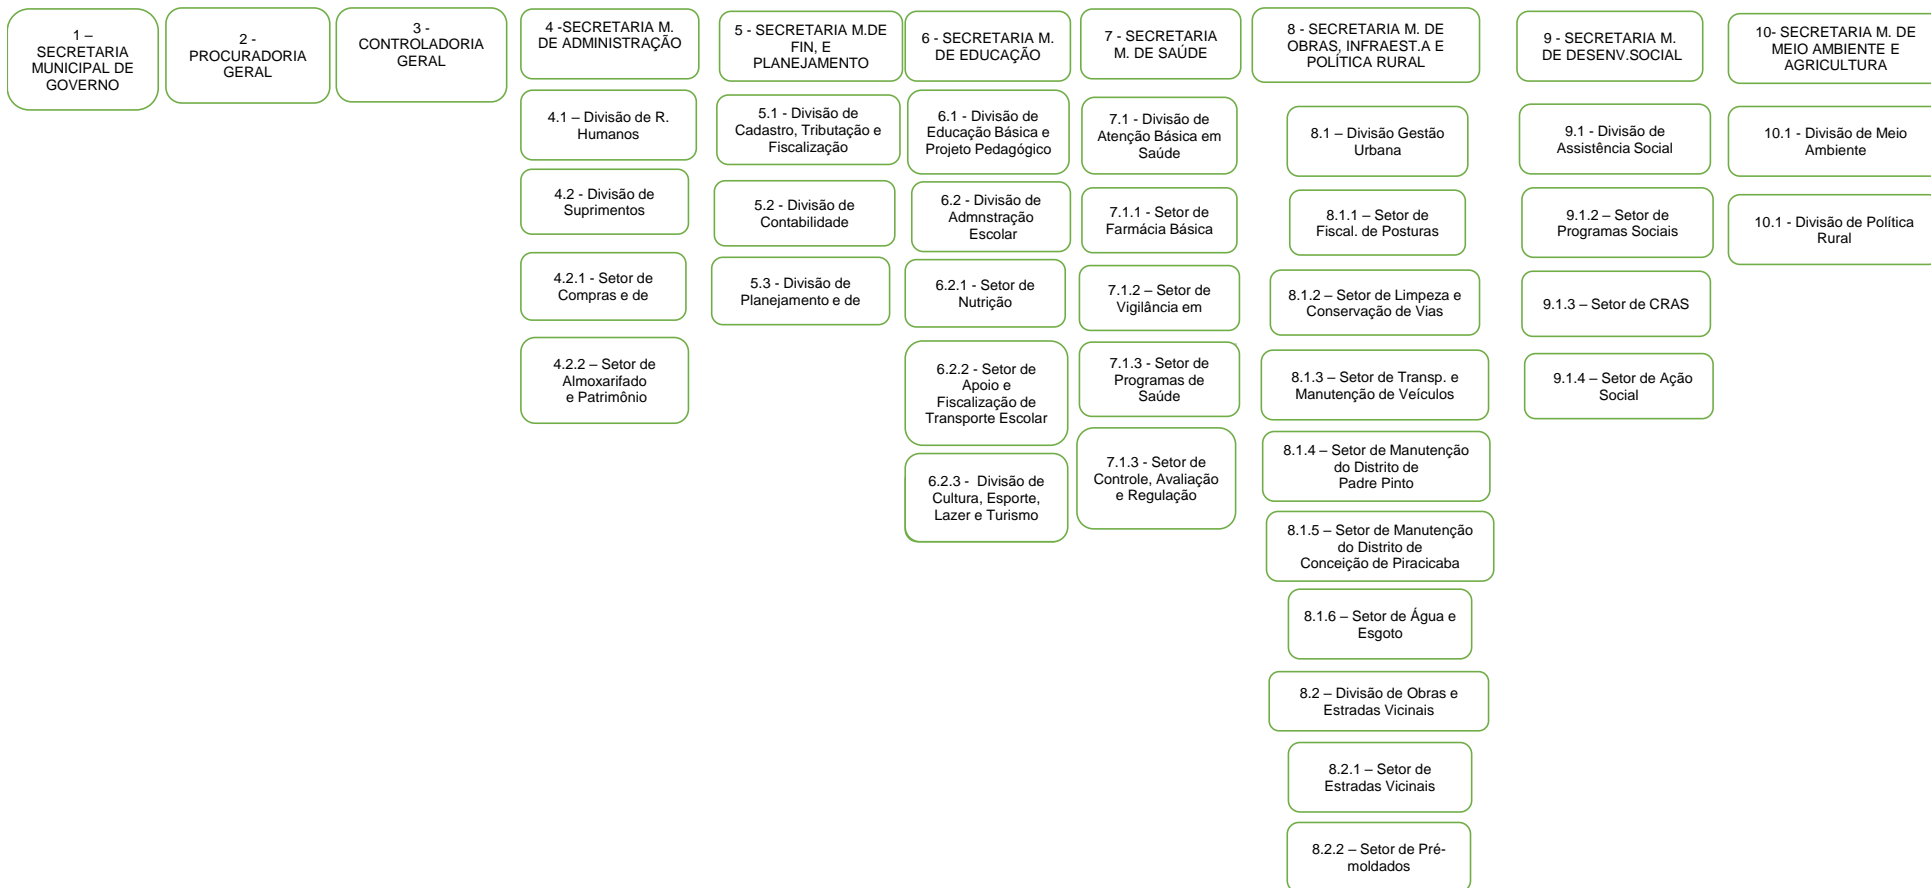 1 –
SECRETARIA
MUNICIPAL DE
GOVERNO
2 -
PROCURADORIA
GERAL
3 -
CONTROLADORIA
GERAL
4 -SECRETARIA M.
DE ADMINISTRAÇÃO
4.1 – Divisão de R.
Humanos
4.2 - Divisão de
Suprimentos
4.2.1 - Setor de
Compras e de
4.2.2 – Setor de
Almoxarifado
e Patrimônio
5 - SECRETARIA M.DE
FIN, E
PLANEJAMENTO
5.1 - Divisão de
Cadastro, Tributação e
Fiscalização
5.2 - Divisão de
Contabilidade
5.3 - Divisão de
Planejamento e de
6 - SECRETARIA M.
DE EDUCAÇÃO
6.1 - Divisão de
Educação Básica e
Projeto Pedagógico
6.2 - Divisão de
Admnstração
Escolar
6.2.1 - Setor de
Nutrição
6.2.2 - Setor de
Apoio e
Fiscalização de
Transporte Escolar
6.2.3 - Divisão de
Cultura, Esporte,
Lazer e Turismo
7 - SECRETARIA
M. DE SAÚDE
7.1 - Divisão de
Atenção Básica em
Saúde
7.1.1 - Setor de
Farmácia Básica
7.1.2 – Setor de
Vigilância em
7.1.3 - Setor de
Programas de
Saúde
7.1.3 - Setor de
Controle, Avaliação
e Regulação
8 - SECRETARIA M. DE
OBRAS, INFRAEST.A E
POLÍTICA RURAL
8.1 – Divisão Gestão
Urbana
8.1.1 – Setor de
Fiscal. de Posturas
8.1.2 – Setor de Limpeza e
Conservação de Vias
8.1.3 – Setor de Transp. e
Manutenção de Veículos
8.1.4 – Setor de Manutenção
do Distrito de
Padre Pinto
8.1.5 – Setor de Manutenção
do Distrito de
Conceição de Piracicaba
8.1.6 – Setor de Água e
Esgoto
8.2 – Divisão de Obras e
Estradas Vicinais
8.2.1 – Setor de
Estradas Vicinais
8.2.2 – Setor de Pré-
moldados
9 - SECRETARIA M.
DE DESENV.SOCIAL
9.1 - Divisão de
Assistência Social
9.1.2 – Setor de
Programas Sociais
9.1.3 – Setor de CRAS
9.1.4 – Setor de Ação
Social
10- SECRETARIA M. DE
MEIO AMBIENTE E
AGRICULTURA
10.1 - Divisão de Meio
Ambiente
10.1 - Divisão de Política
Rural